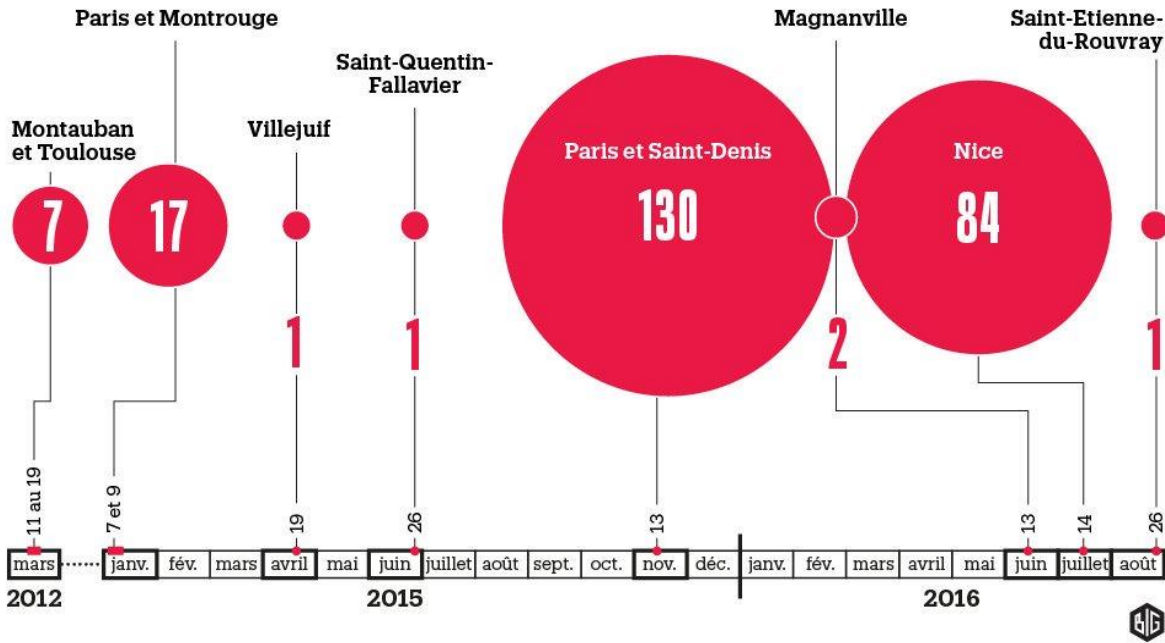 Paris et Montrouge
Magnanville
Saint-Etienne-
du-Rouvray
Saint-Quentin-
Fallavier
Montauban
et Toulouse
Villejuif
Paris et Saint-Denis
Nice
7
17
130
84
1
1
2
1
11 au 19
7 et 9
19
26
13
13
14
26
mars
janv.
fév.
mars
avril
mai
juin
juillet
août
sept.
oct.
nov.
déc.
janv.
fév.
mars
avril
mai
juin
juillet
août
2012
2015
2016
BIG